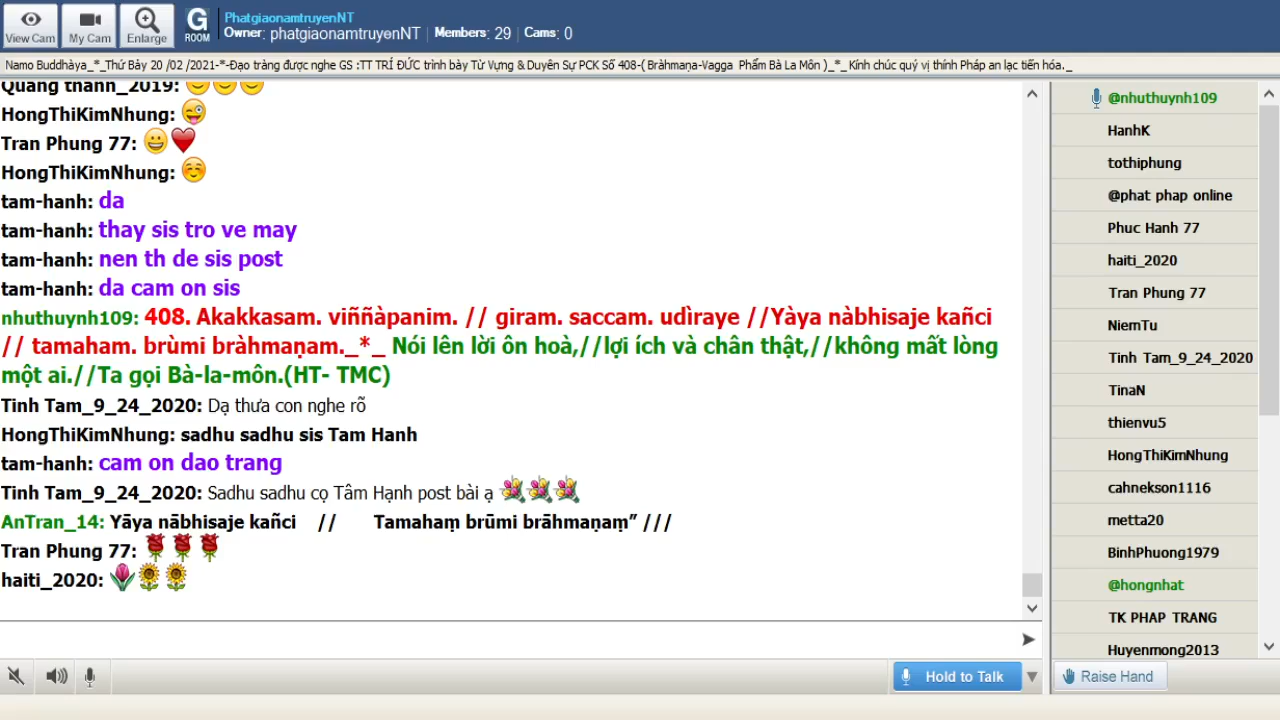 View Cam
My Cam
Enlarge
G
ROOM
PhatgiaonamtruyenNT
Owner: phatgiaonamtruyenNT | Members: 29 | Cams: 0
Namo Buddhàya_*_Thứ Bảy 20 /02 /2021-*-Đạo tràng được nghe GS :TT TRÍ ĐỨC trình bày Từ Vựng & Duyên Sự PCK Số 408-( Bràhmaṇa-Vagga Phẩm Bà La Môn )_*_ Kính chúc quý vị thính Pháp an lạc tiến hóa._
Quang thanh_2019:
HongThiKimNhung:
Tran Phung 77:
HongThiKimNhung:
tam-hanh: da
tam-hanh: thay sis tro ve may
tam-hanh: nen th de sis post
tam-hanh: da cam on sis
nhuthuynh109: 408. Akakkasam. viññàpanim. // giram. saccam. udìraye //Yàya nàbhisaje kañci
// tamaham. brùmi bràhmaṇam._*_ Nói lên lời ôn hoà,//lợi ích và chân thật,//không mất lòng
một ai.//Ta gọi Bà-la-môn.(HT- TMC)
Tinh Tam_9_24_2020: Dạ thưa con nghe rõ
HongThiKimNhung: sadhu sadhu sis Tam Hanh
tam-hanh: cam on dao trang
Tinh Tam_9_24_2020: Sadhu sadhu cọ Tâm Hạnh post bài ạ
AnTran_14: Yāya nābhisaje kañci // Tamahaṃ brūmi brāhmaṇaṃ” ///
Tran Phung 77:
haiti_2020:
@nhuthuynh109
HanhK
tothiphung
@phat phap online
Phuc Hanh 77
haiti_2020
Tran Phung 77
NiemTu
Tinh Tam_9_24_2020
TinaN
thienvu5
HongThiKimNhung
cahnekson1116
metta20
BinhPhuong1979
@hongnhat
TK PHAP TRANG
Huyenmong2013
Hold to Talk
Raise Hand